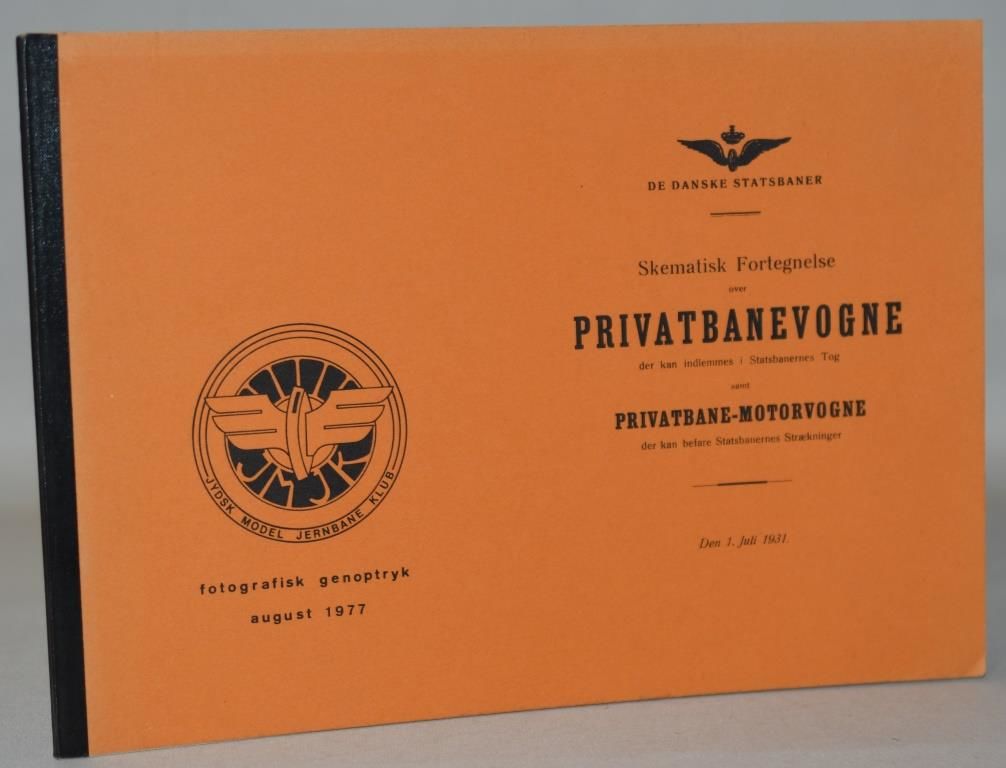 DE DANSKE STATSBANER
Skematisk Fortegnelse
over
PRIVATBANEVOGNE
der kan indlemmes i Statsbanernes Tog
samt
PRIVATBANE-MOTORVOGNE
der kan befare Statsbanernes Strækninger
Den 1. Juli 1931.
JMJK
JYDSK MODEL JERNBANE KLUB
fotografisk genoptryk
august 1977